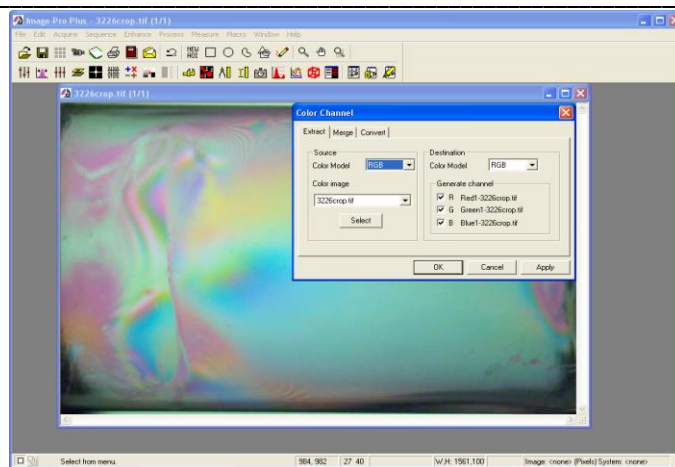 Image-Pro Plus - 3226crop.tif (1/1)
File Edit Acquire Sequence Enhance Process Measure Macro Window Help
NEW AOI
3226crop.tif (1/1)
Color Channel
Extract Merge Convert
Source
Color Model RGB
Color image
3226crop.tif
Select
Destination
Color Model RGB
Generate channel
R Red1-3226crop.tif
G Green1-3226crop.tif
B Blue1-3226crop.tif
OK Cancel Apply
Select from menu. 984, 982 27 40 W,H: 1561,100 Image: <none> (Pixels) System: <none>